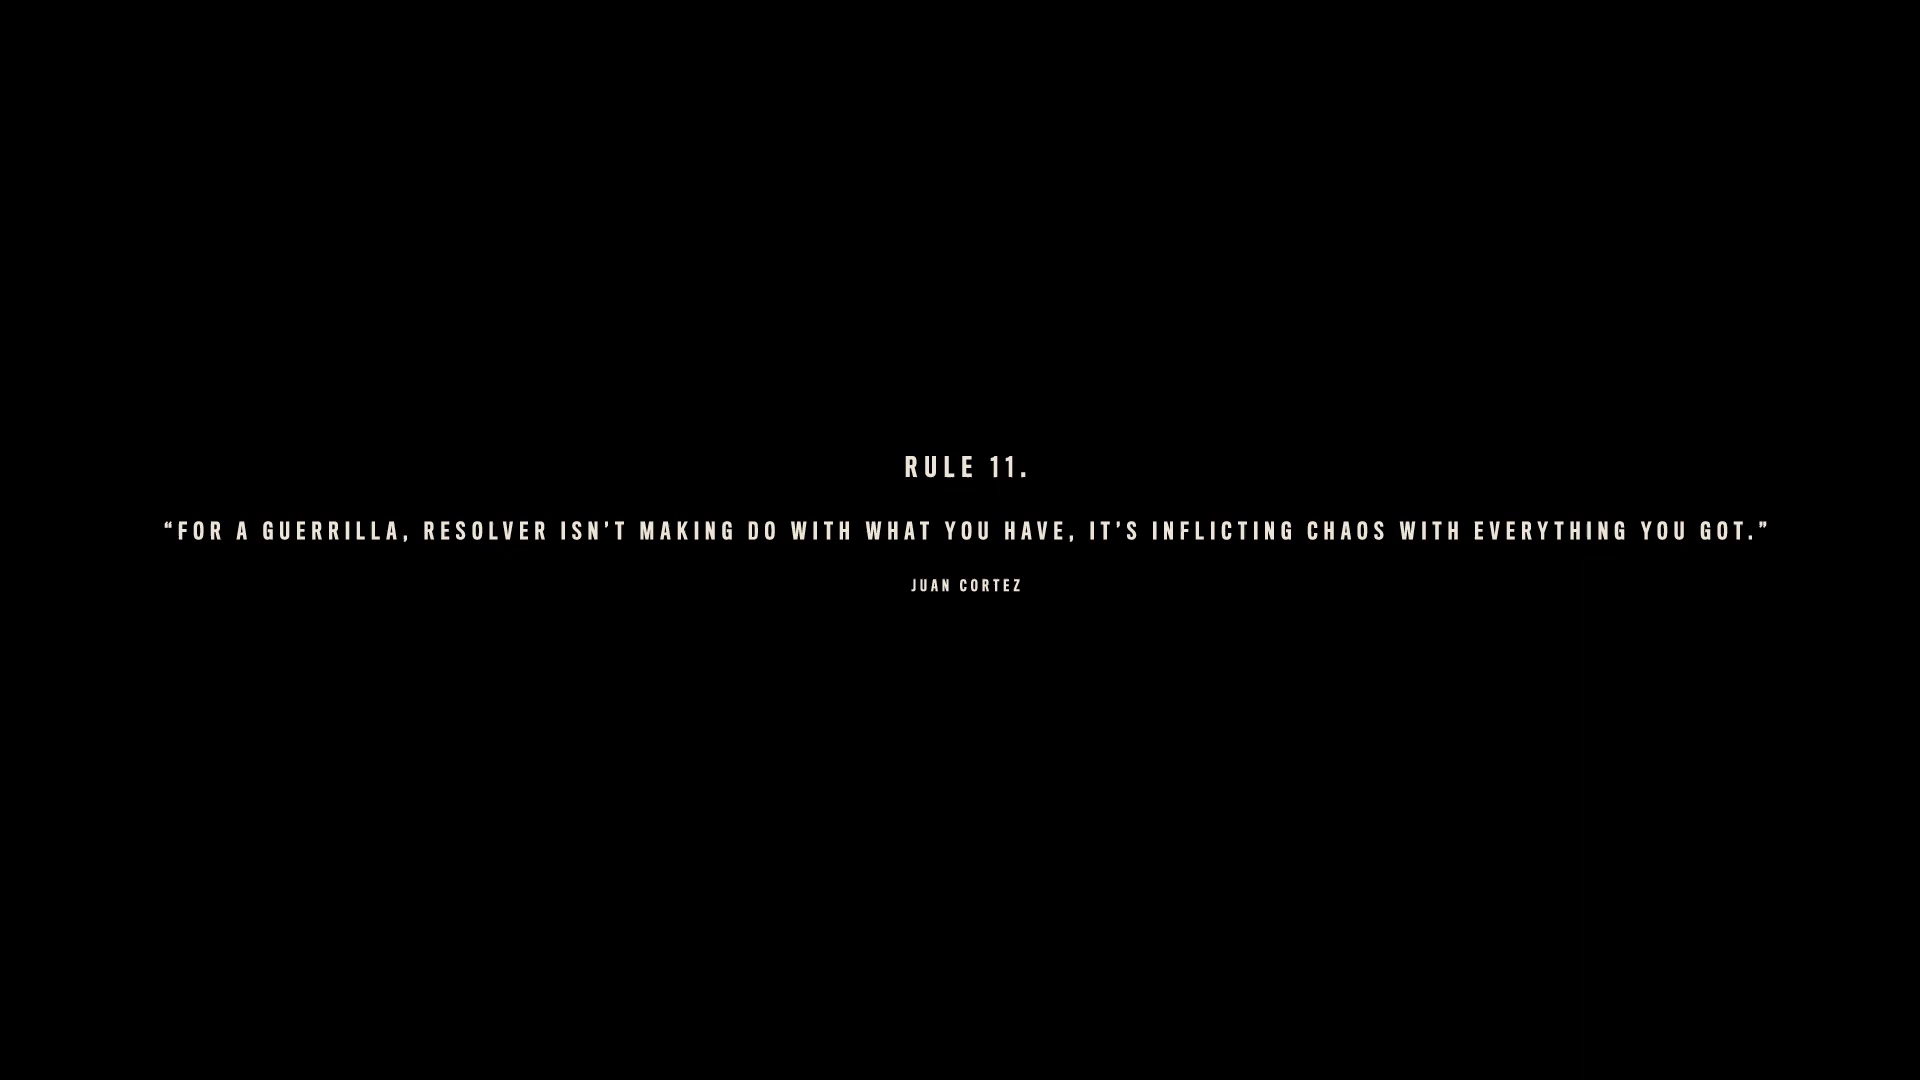 RULE 11.
“FOR A GUERRILLA, RESOLVER ISN’T MAKING DO WITH WHAT YOU HAVE, IT’S INFLICTING CHAOS WITH EVERYTHING YOU GOT.”
JUAN CORTEZ